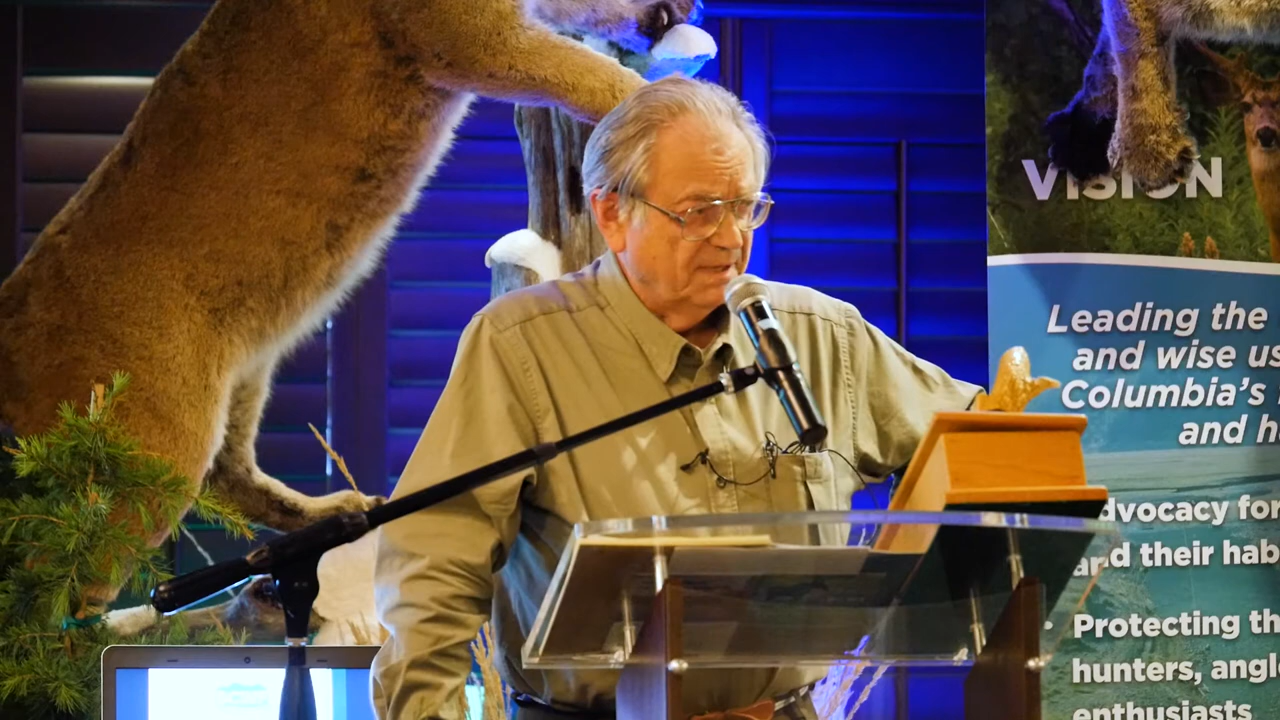 VISION
Leading the
and wise us
Columbia's
and h
dvocacy for
and their hab
Protecting th
hunters, angl
enthusiasts